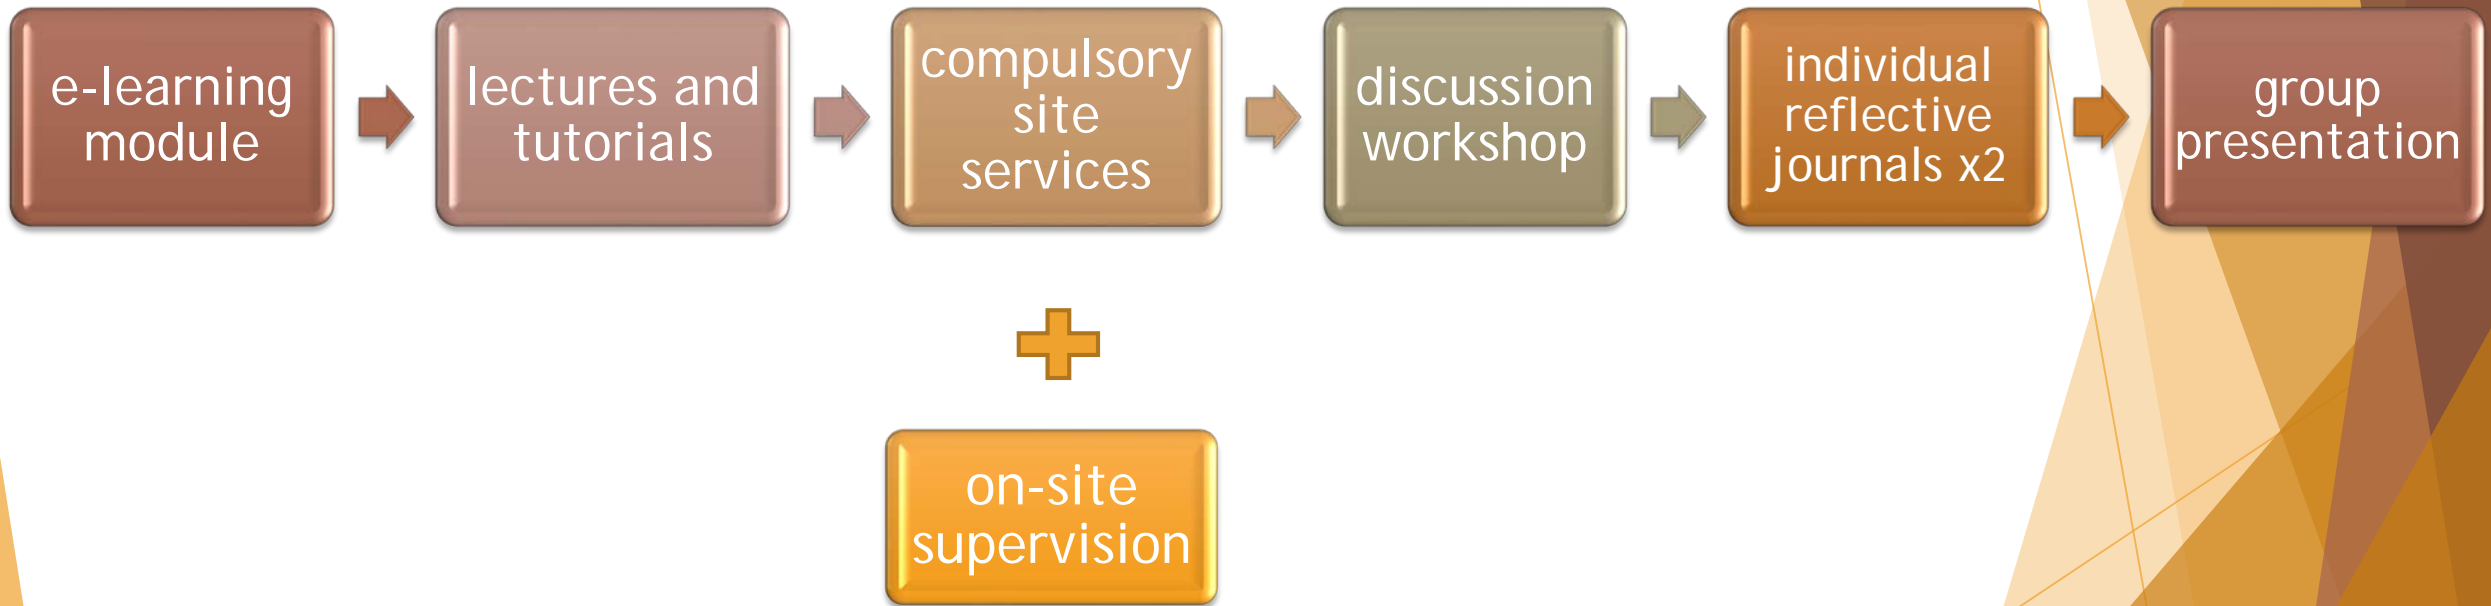 e-learning
module
lectures and
tutorials
compulsory
site
services
discussion
workshop
individual
reflective
journals x2
group
presentation
on-site
supervision